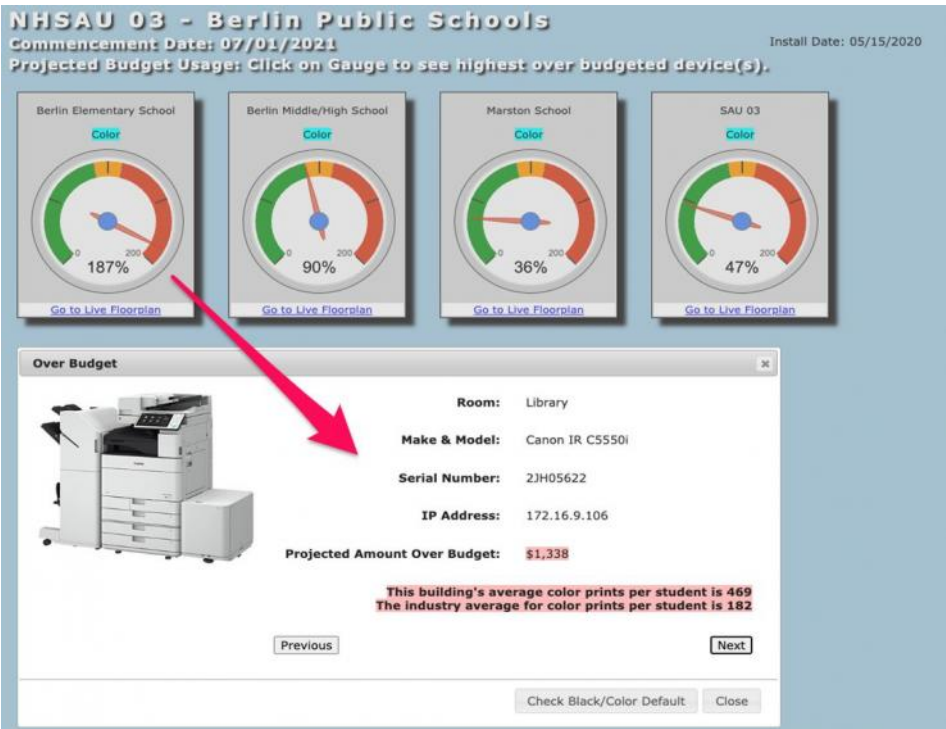 NHSAU 03 - Berlin Public Schools
Commencement Date: 07/01/2021
Install Date: 05/15/2020
Projected Budget Usage: Click on Gauge to see highest over budgeted device(s).
Berlin Elementary School
Color
0 200
187%
Go to Live Floorplan
Berlin Middle/High School
Color
0 200
90%
Go to Live Floorplan
Marston School
Color
0 200
36%
Go to Live Floorplan
SAU 03
Color
0 200
47%
Go to Live Floorplan
Over Budget
Room: Library
Make & Model: Canon IR C5550i
Serial Number: 2JH05622
IP Address: 172.16.9.106
Projected Amount Over Budget: $1,338
This building's average color prints per student is 469
The industry average for color prints per student is 182
Previous
Next
Check Black/Color Default
Close